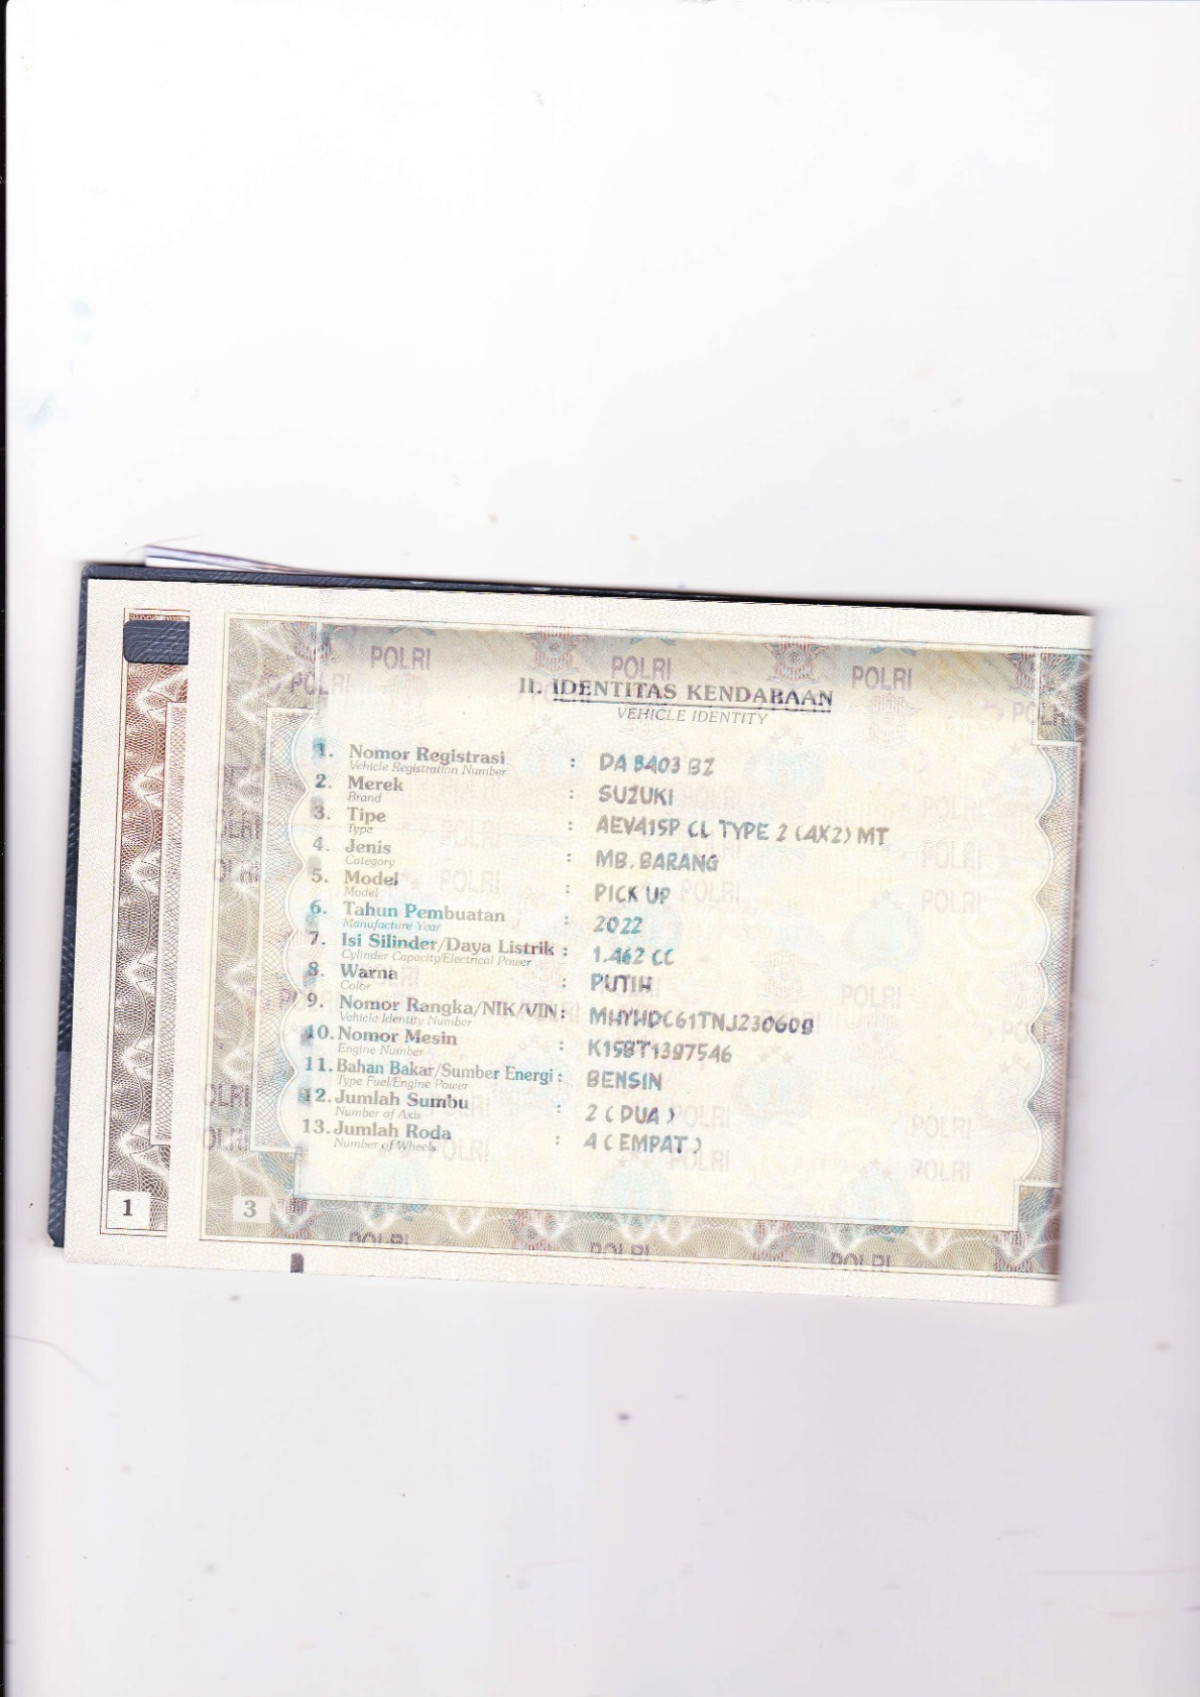 II. IDENTITAS KENDARAAN
VEHICLE IDENTITY
1. Nomor Registrasi : DA 8403 BZ
Vehicle Registration Number
2. Merek : SUZUKI
Brand
3. Tipe : AEV415P CL TYPE 2 (4X2) MT
Type
4. Jenis : MB. BARANG
Category
5. Model : PICK UP
Model
6. Tahun Pembuatan : 2022
Manufacture Year
7. Isi Silinder/Daya Listrik : 1.462 CC
Cylinder Capacity/Electrical Power
8. Warna : PUTIH
Color
9. Nomor Rangka/NIK/VIN : MHYHDC61TNJ230609
Vehicle Identity Number
10. Nomor Mesin : K15BT1397546
Engine Number
11. Bahan Bakar/Sumber Energi : BENSIN
Type Fuel/Engine Power
12. Jumlah Sumbu : 2 ( DUA )
Number of Axis
13. Jumlah Roda : 4 ( EMPAT )
Number of Wheels
1
3
POLRI